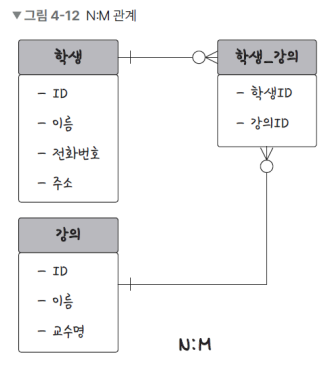 ▼그림 4-12 N:M 관계
학생
- ID
- 이름
- 전화번호
- 주소
학생_강의
- 학생ID
- 강의ID
강의
- ID
- 이름
- 교수명
N:M